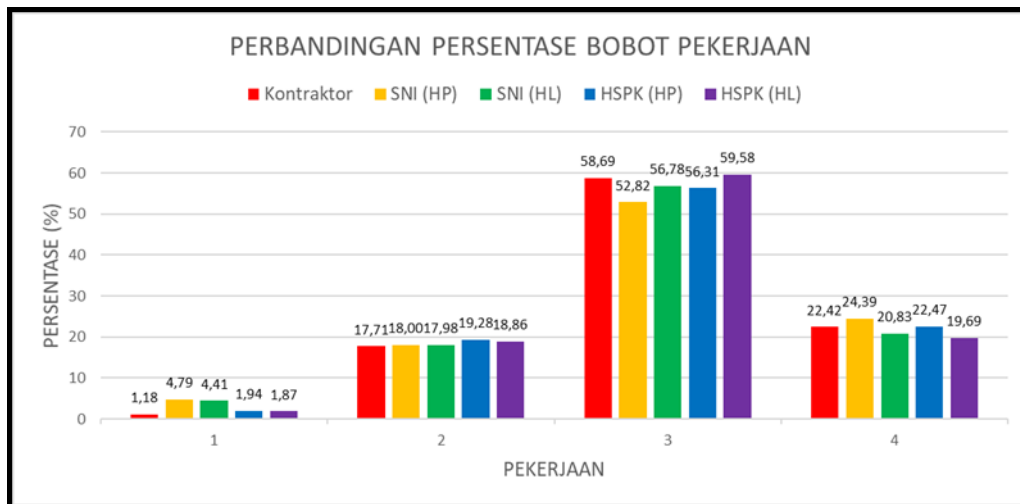 PERBANDINGAN PERSENTASE BOBOT PEKERJAAN
Kontraktor SNI (HP) SNI (HL) HSPK (HP) HSPK (HL)
PERSENTASE (%)
70
60
50
40
30
20
10
0
1,18 4,79 4,41 1,94 1,87
17,71 18,00 17,98 19,28 18,86
58,69 52,82 56,78 56,31 59,58
22,42 24,39 20,83 22,47 19,69
1 2 3 4
PEKERJAAN